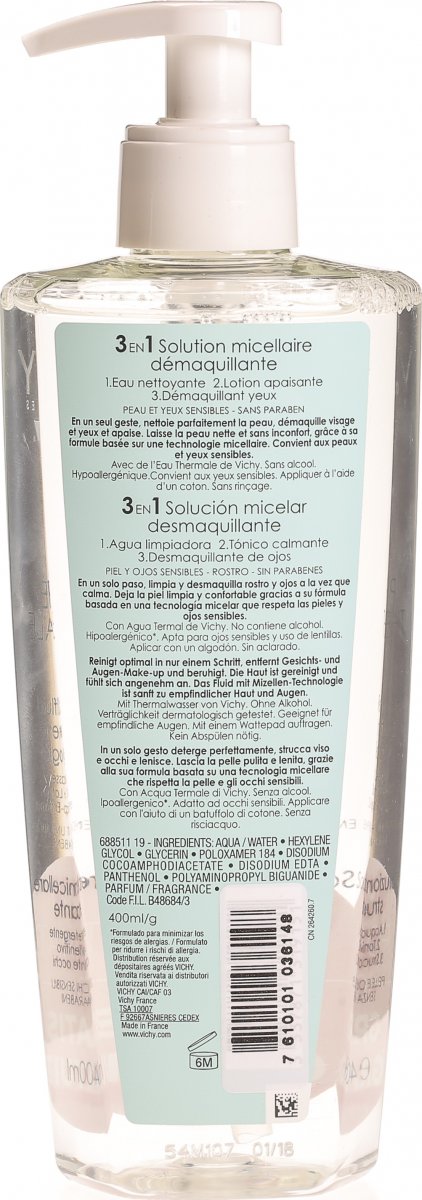 3 EN 1 Solution micellaire
démaquillante
1.Eau nettoyante 2.Lotion apaisante
3.Démaquillant yeux
PEAU ET YEUX SENSIBLES - SANS PARABEN
En un seul geste, nettoie parfaitement la peau, démaquille visage
et yeux et apaise. Laisse la peau nette et sans inconfort, grâce à sa
formule basée sur une technologie micellaire. Convient aux peaux
et yeux sensibles.
Avec de l'Eau Thermale de Vichy. Sans alcool.
Hypoallergénique*. Convient aux yeux sensibles. Appliquer à l'aide
d'un coton. Sans rinçage.
3 EN 1 Solución micelar
desmaquillante
1.Agua limpiadora 2.Tónico calmante
3.Desmaquillante de ojos
PIEL Y OJOS SENSIBLES - ROSTRO - SIN PARABENES
En un solo paso, limpia y desmaquilla rostro y ojos a la vez que
calma. Deja la piel limpia y confortable gracias a su fórmula
basada en una tecnología micelar que respeta las pieles y
ojos sensibles.
Con Agua Termal de Vichy. No contiene alcohol.
Hipoalergénico*. Apta para ojos sensibles y uso de lentillas.
Aplicar con un algodón. Sin aclarado.
Reinigt optimal in nur einem Schritt, entfernt Gesichts- und
Augen-Make-up und beruhigt. Die Haut ist gereinigt und
fühlt sich angenehm an. Das Fluid mit Mizellen-Technologie
ist sanft zu empfindlicher Haut und Augen.
Mit Thermalwasser von Vichy. Ohne Alkohol.
Verträglichkeit dermatologisch getestet. Geeignet für
empfindliche Augen. Mit einem Wattepad auftragen.
Kein Abspülen nötig.
In un solo gesto deterge perfettamente, strucca viso
e occhi e lenisce. Lascia la pelle pulita e lenita, grazie
alla sua formula basata su una tecnologia micellare
che rispetta la pelle e gli occhi sensibili.
Con Acqua Termale di Vichy. Senza alcool.
Ipoallergenico*. Adatto ad occhi sensibili. Applicare
con l'aiuto di un batuffolo di cotone. Senza
risciacquo.
688511 19 - INGREDIENTS: AQUA / WATER • HEXYLENE
GLYCOL • GLYCERIN • POLOXAMER 184 • DISODIUM
COCOAMPHODIACETATE • DISODIUM EDTA •
PANTHENOL • POLYAMINOPROPYL BIGUANIDE •
PARFUM / FRAGRANCE •
Code F.I.L. B48684/3
400ml/g
*Formulado para minimizar los
riesgos de alergias. / Formulato
per ridurre i rischi di allergie.
Distribution réservée aux
dépositaires agréés VICHY.
Vendita riservata ai distributori
autorizzati VICHY.
VICHY CAI/CAF 03
Vichy France
TSA 10007
F 92667ASNIERES CEDEX
Made in France
www.vichy.com
6M
CN 264260.7
7 610101 036148
54V107 01/18